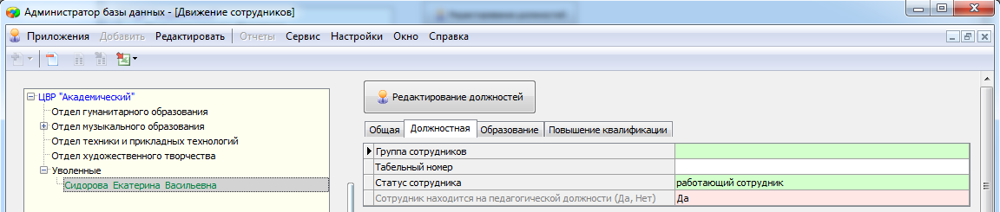 Администратор базы данных - [Движение сотрудников]
Приложения Добавить Редактировать Отчеты Сервис Настройки Окно Справка
ЦВР "Академический"
Отдел гуманитарного образования
Отдел музыкального образования
Отдел техники и прикладных технологий
Отдел художественного творчества
Уволенные
Сидорова Екатерина Васильевна
Редактирование должностей
Общая Должностная Образование Повышение квалификации
Группа сотрудников
Табельный номер
Статус сотрудника работающий сотрудник
Сотрудник находится на педагогической должности (Да, Нет) Да